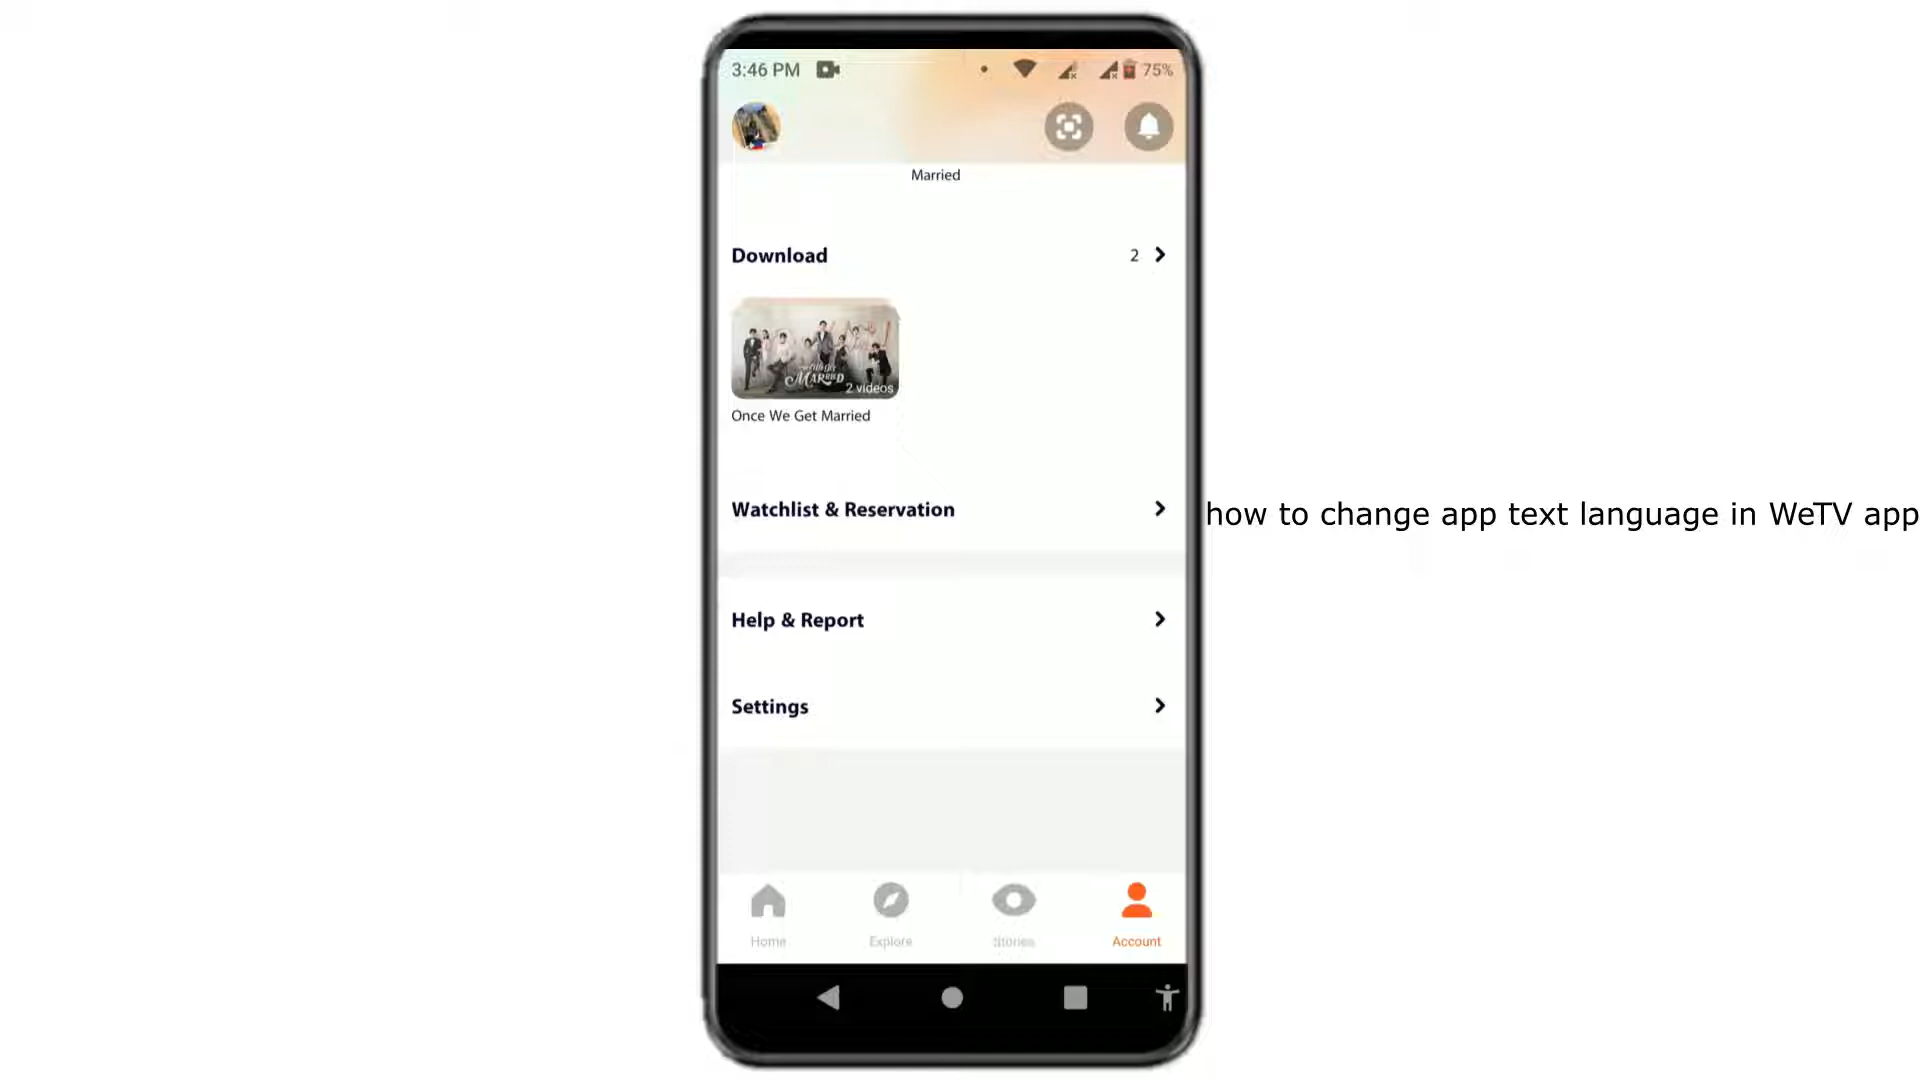 3:46 PM
75%
Married
Download
2
MARRIED
2 videos
Once We Get Married
Watchlist & Reservation
how to change app text language in WeTV app
Help & Report
Settings
Home
Explore
Stories
Account